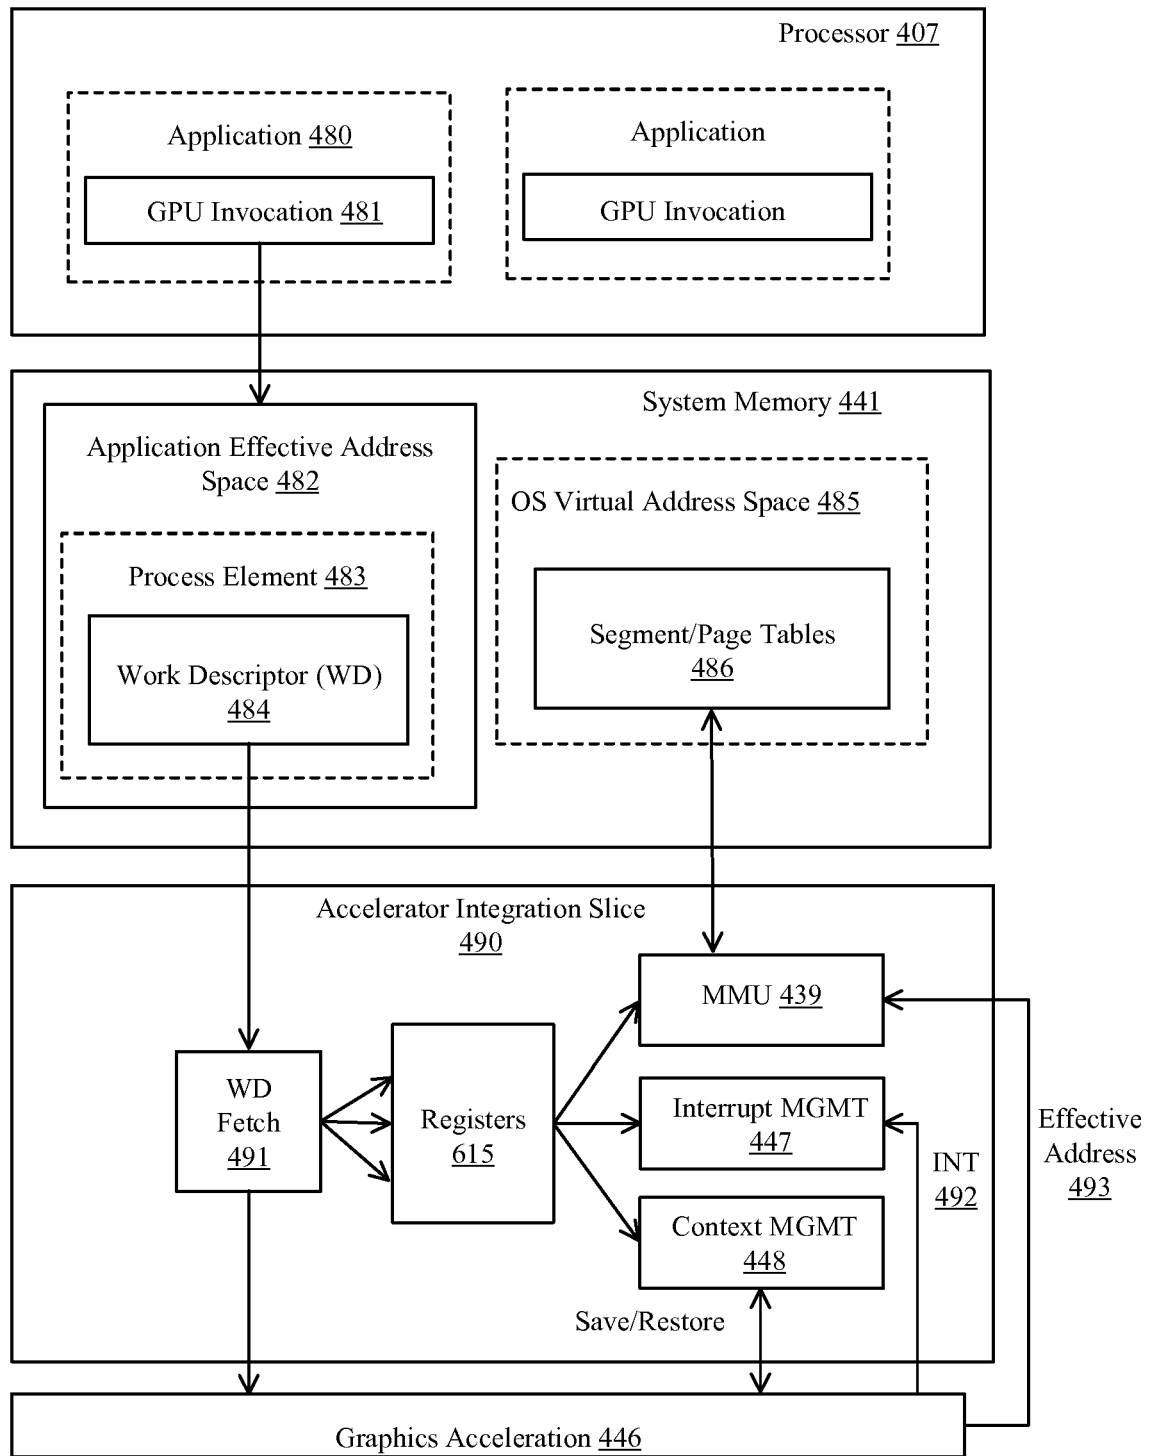 Processor 407
Application 480
GPU Invocation 481
Application
GPU Invocation
System Memory 441
Application Effective Address
Space 482
Process Element 483
Work Descriptor (WD)
484
OS Virtual Address Space 485
Segment/Page Tables
486
Accelerator Integration Slice
490
WD
Fetch
491
Registers
615
MMU 439
Interrupt MGMT
447
Context MGMT
448
Save/Restore
INT
492
Effective
Address
493
Graphics Acceleration 446